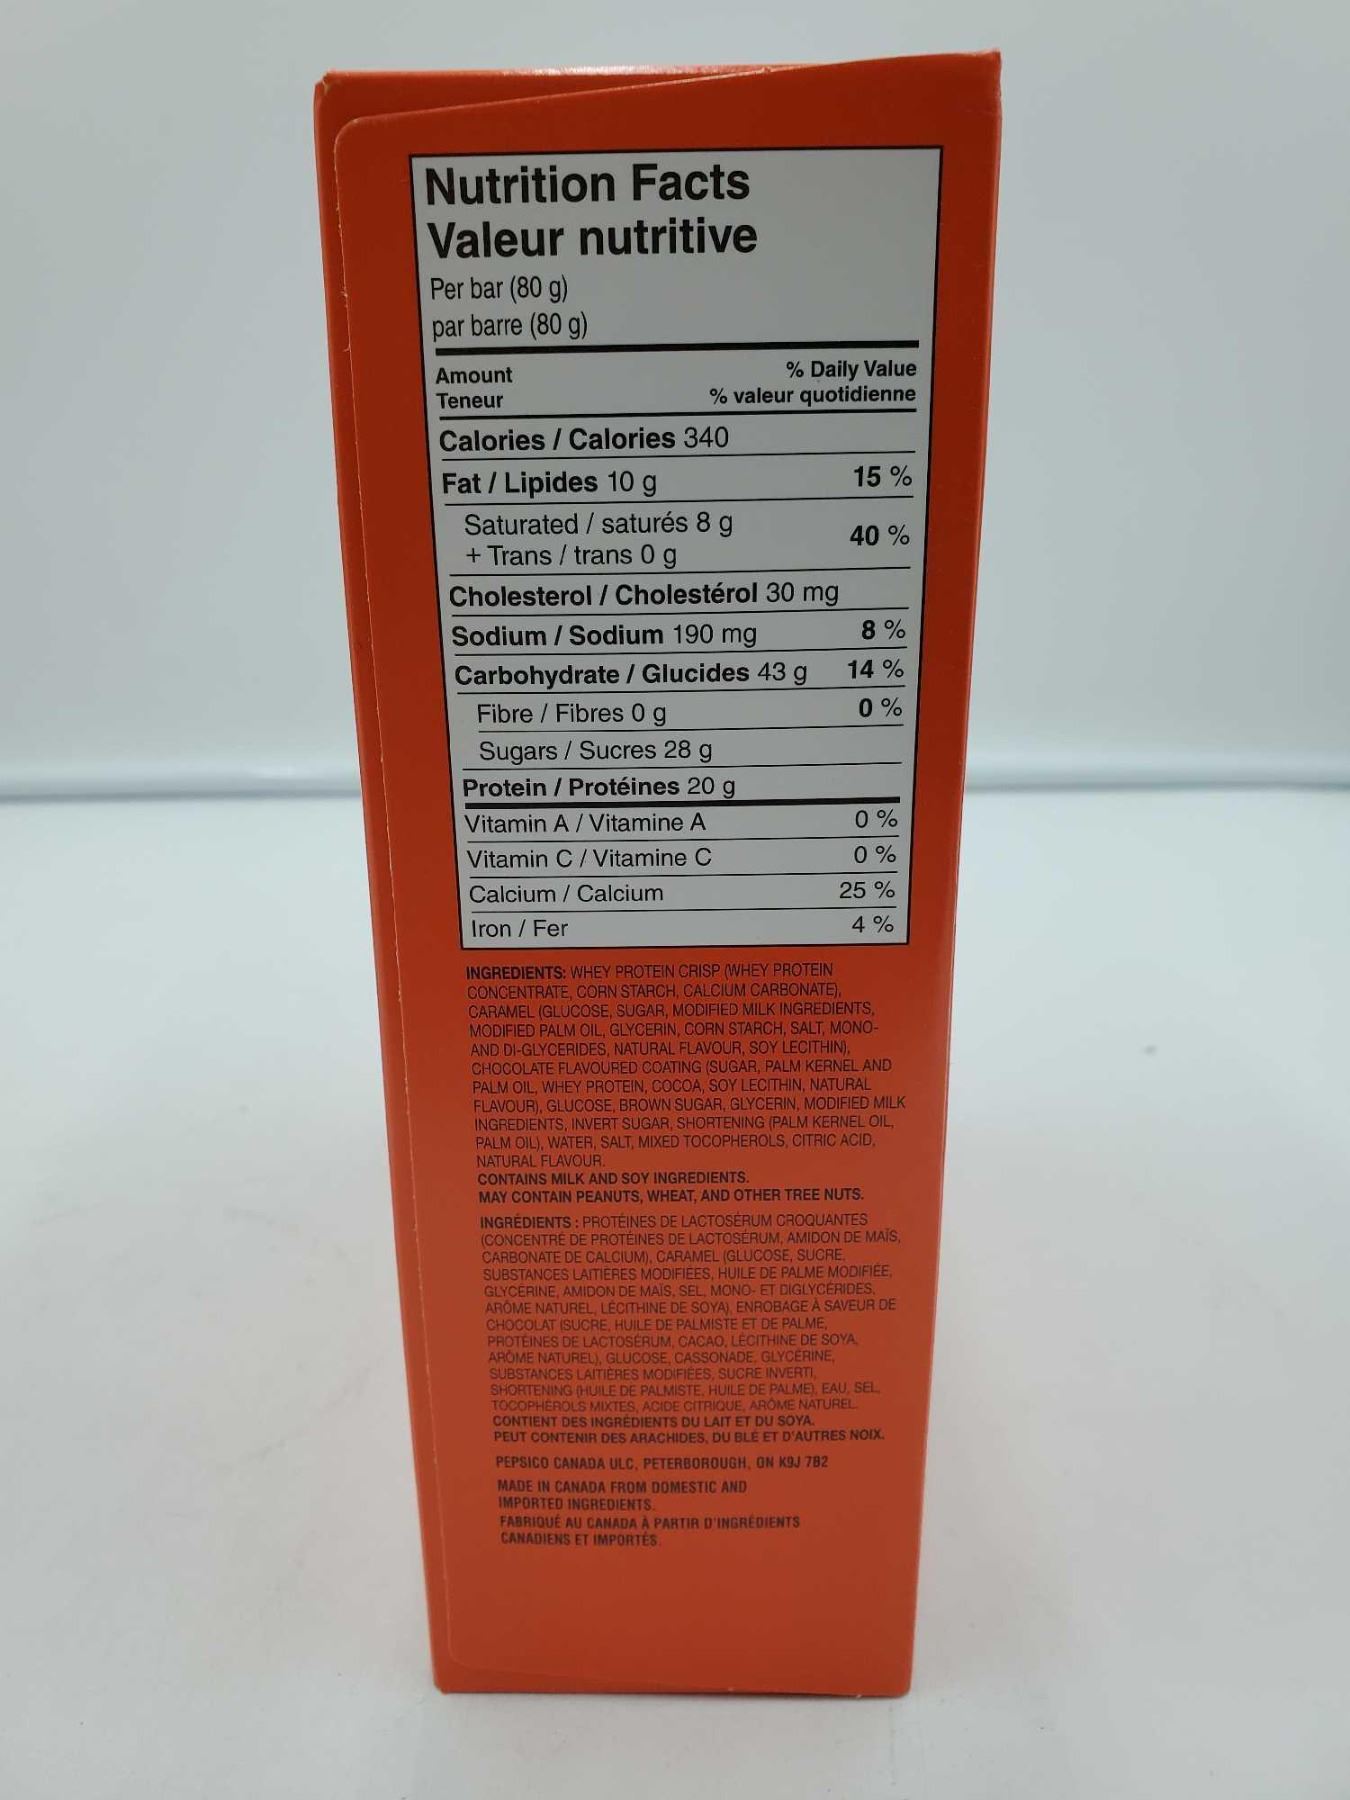 Nutrition Facts
Valeur nutritive
Per bar (80 g)
par barre (80 g)
Amount % Daily Value
Teneur % valeur quotidienne
Calories / Calories 340
Fat / Lipides 10 g 15 %
Saturated / saturés 8 g
+ Trans / trans 0 g 40 %
Cholesterol / Cholestérol 30 mg
Sodium / Sodium 190 mg 8 %
Carbohydrate / Glucides 43 g 14 %
Fibre / Fibres 0 g 0 %
Sugars / Sucres 28 g
Protein / Protéines 20 g
Vitamin A / Vitamine A 0 %
Vitamin C / Vitamine C 0 %
Calcium / Calcium 25 %
Iron / Fer 4 %
INGREDIENTS: WHEY PROTEIN CRISP (WHEY PROTEIN
CONCENTRATE, CORN STARCH, CALCIUM CARBONATE),
CARAMEL (GLUCOSE, SUGAR, MODIFIED MILK INGREDIENTS,
MODIFIED PALM OIL, GLYCERIN, CORN STARCH, SALT, MONO-
AND DI-GLYCERIDES, NATURAL FLAVOUR, SOY LECITHIN),
CHOCOLATE FLAVOURED COATING (SUGAR, PALM KERNEL AND
PALM OIL, WHEY PROTEIN, COCOA, SOY LECITHIN, NATURAL
FLAVOUR), GLUCOSE, BROWN SUGAR, GLYCERIN, MODIFIED MILK
INGREDIENTS, INVERT SUGAR, SHORTENING (PALM KERNEL OIL,
PALM OIL), WATER, SALT, MIXED TOCOPHEROLS, CITRIC ACID,
NATURAL FLAVOUR.
CONTAINS MILK AND SOY INGREDIENTS.
MAY CONTAIN PEANUTS, WHEAT, AND OTHER TREE NUTS.
INGRÉDIENTS : PROTÉINES DE LACTOSÉRUM CROQUANTES
(CONCENTRÉ DE PROTÉINES DE LACTOSÉRUM, AMIDON DE MAÏS,
CARBONATE DE CALCIUM), CARAMEL (GLUCOSE, SUCRE,
SUBSTANCES LAITIÈRES MODIFIÉES, HUILE DE PALME MODIFIÉE,
GLYCÉRINE, AMIDON DE MAÏS, SEL, MONO- ET DIGLYCÉRIDES,
ARÔME NATUREL, LÉCITHINE DE SOYA), ENROBAGE À SAVEUR DE
CHOCOLAT (SUCRE, HUILE DE PALMISTE ET DE PALME,
PROTÉINES DE LACTOSÉRUM, CACAO, LÉCITHINE DE SOYA,
ARÔME NATUREL), GLUCOSE, CASSONADE, GLYCÉRINE,
SUBSTANCES LAITIÈRES MODIFIÉES, SUCRE INVERTI,
SHORTENING (HUILE DE PALMISTE, HUILE DE PALME), EAU, SEL,
TOCOPHÉROLS MIXTES, ACIDE CITRIQUE, ARÔME NATUREL.
CONTIENT DES INGRÉDIENTS DU LAIT ET DU SOYA.
PEUT CONTENIR DES ARACHIDES, DU BLÉ ET D'AUTRES NOIX.
PEPSICO CANADA ULC, PETERBOROUGH, ON K9J 7B2
MADE IN CANADA FROM DOMESTIC AND
IMPORTED INGREDIENTS.
FABRIQUÉ AU CANADA À PARTIR D'INGRÉDIENTS
CANADIENS ET IMPORTÉS.